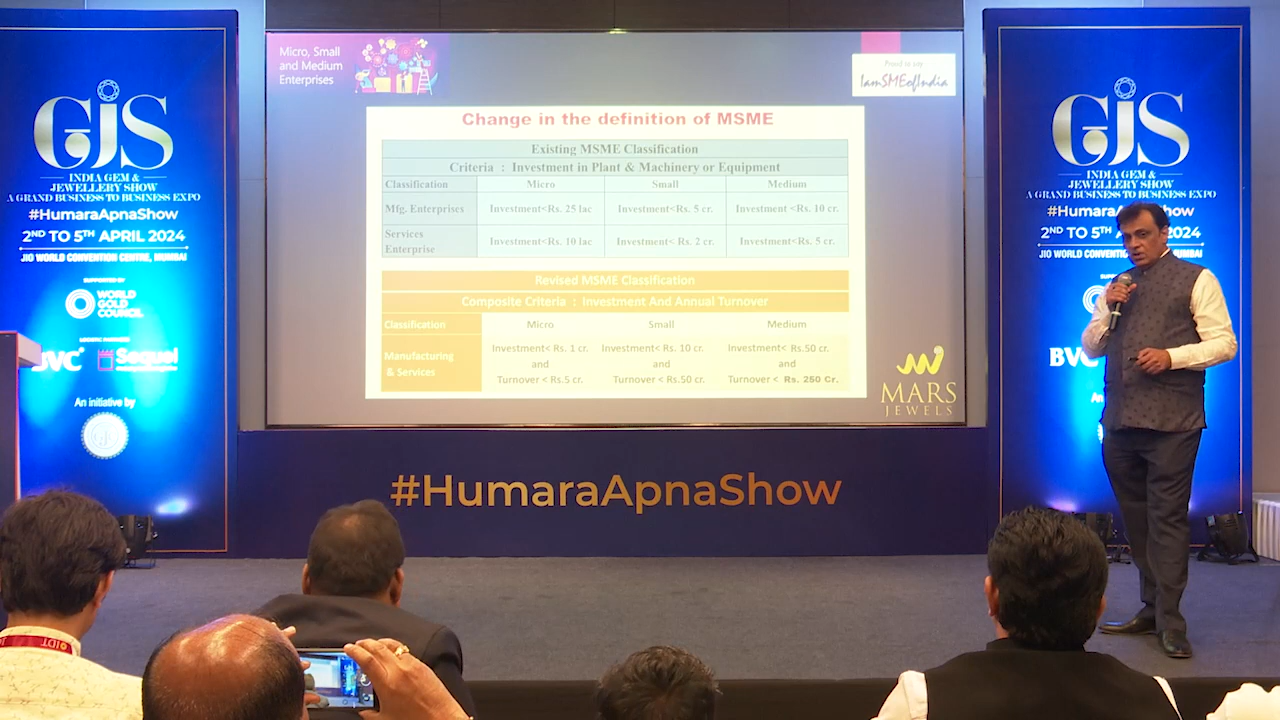 GJS
INDIA GEM &
JEWELLERY SHOW
A GRAND BUSINESS TO BUSINESS EXPO
#HumaraApnaShow
2ND TO 5TH APRIL 2024
JIO WORLD CONVENTION CENTRE, MUMBAI
SUPPORTED BY
WORLD
GOLD
COUNCIL
BVC
Sequel
An initiative by
Micro, Small
and Medium
Enterprises
Proud to say
IamSMEofIndia
Change in the definition of MSME
Existing MSME Classification
Criteria : Investment in Plant & Machinery or Equipment
Classification Micro Small Medium
Mfg. Enterprises Investment<Rs. 25 lac Investment<Rs. 5 cr. Investment <Rs. 10 cr.
Services
Enterprise Investment<Rs. 10 lac Investment< Rs. 2 cr. Investment<Rs. 5 cr.
Revised MSME Classification
Composite Criteria : Investment And Annual Turnover
Classification Micro Small Medium
Manufacturing
& Services
Investment< Rs. 1 cr. Investment< Rs. 10 cr. Investment< Rs.50 cr.
and and and
Turnover < Rs.5 cr. Turnover < Rs.50 cr. Turnover < Rs. 250 Cr.
MARS
JEWELS
#HumaraApnaShow
GJS
INDIA GEM &
JEWELLERY SHOW
A GRAND BUSINESS TO BUSINESS EXPO
#HumaraApnaShow
2ND TO 5TH 2024
JIO WORLD
BVC
IDT